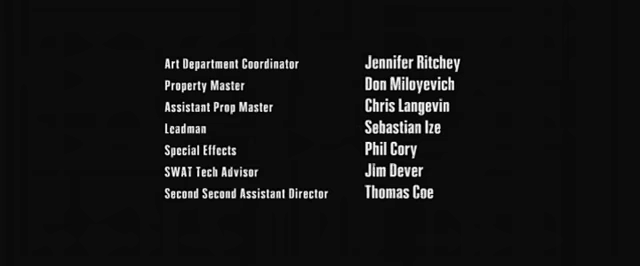 Art Department Coordinator Jennifer Ritchey
Property Master Don Miloyevich
Assistant Prop Master Chris Langevin
Leadman Sebastian Ize
Special Effects Phil Cory
SWAT Tech Advisor Jim Dever
Second Second Assistant Director Thomas Coe